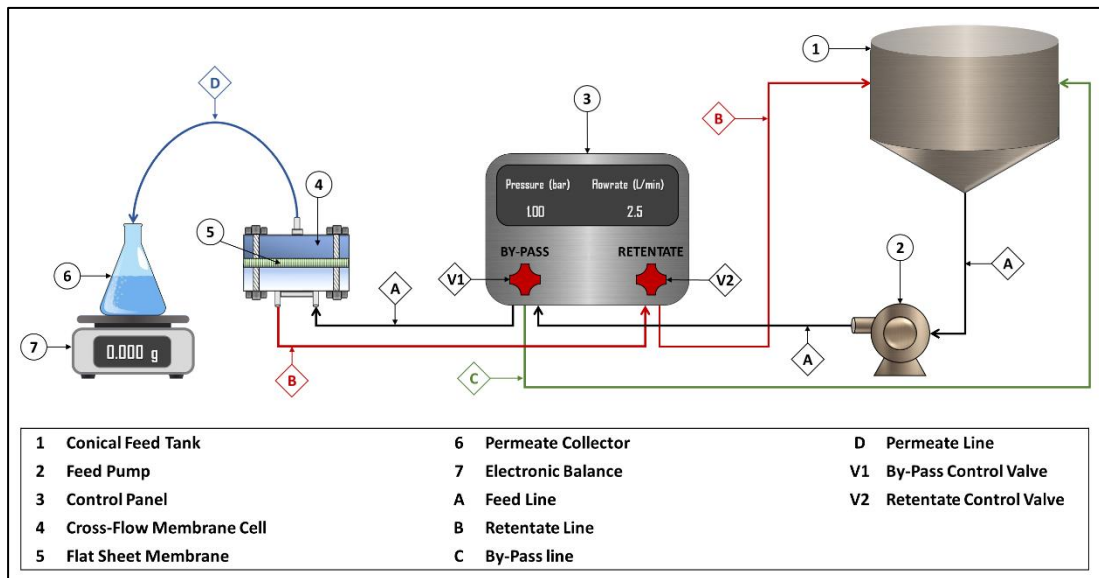 1
D
3
B
Pressure (bar) Flowrate (L/min)
1.00 2.5
4
5
BY-PASS RETENTATE
2
6
V1
V2
A
A
7
0.000 g
A
B
C
1 Conical Feed Tank
2 Feed Pump
3 Control Panel
4 Cross-Flow Membrane Cell
5 Flat Sheet Membrane
6 Permeate Collector
7 Electronic Balance
A Feed Line
B Retentate Line
C By-Pass line
D Permeate Line
V1 By-Pass Control Valve
V2 Retentate Control Valve